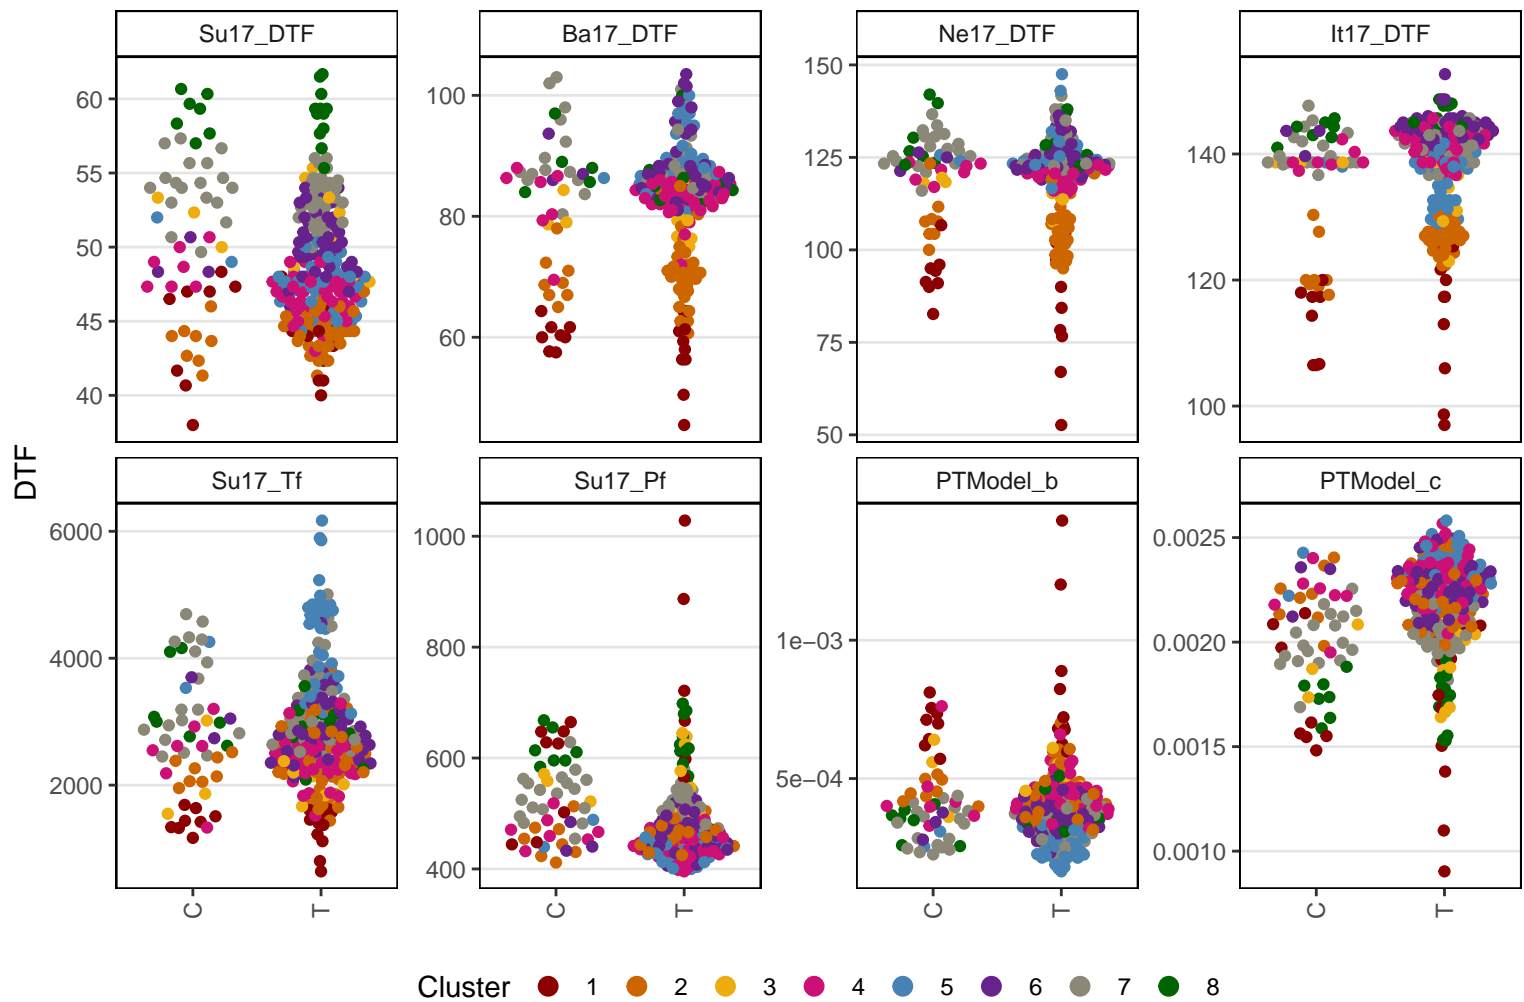 Su17_DTF
Ba17_DTF
Ne17_DTF
It17_DTF
60
55
50
45
40
100
80
60
150
125
100
75
50
140
120
100
DTF
Su17_Tf
Su17_Pf
PTModel_b
PTModel_c
6000
4000
2000
1000
800
600
400
1e−03
5e−04
0.0025
0.0020
0.0015
0.0010
C T
C T
C T
C T
Cluster 1 2 3 4 5 6 7 8